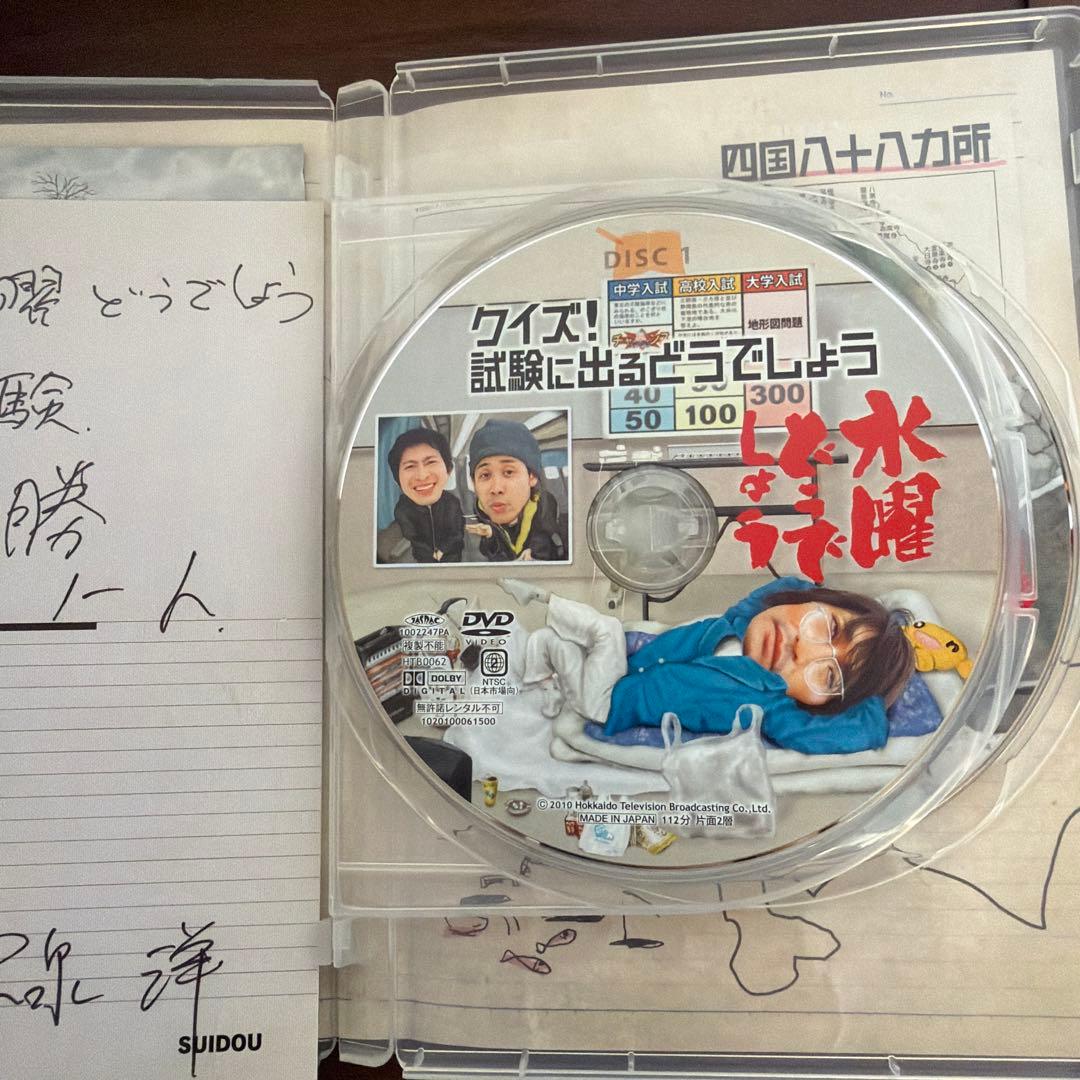 曜どうでしょう
験.
勝
一人.
泉洋
SUIDOU
No.
四国八十八カ所
DISC 1
中学入試
高校入試
大学入試
地形図問題
クイズ!
試験に出るどうでしょう
40
50
100
300
水曜
どうで
しょう
1002247PA
複製不能
HTB0062
DVD
VIDEO
2
NTSC
(日本市場向)
DOLBY
DIGITAL
無許諾レンタル不可
1020100061500
© 2010 Hokkaido Television Broadcasting Co., Ltd.
MADE IN JAPAN 112分 片面2層